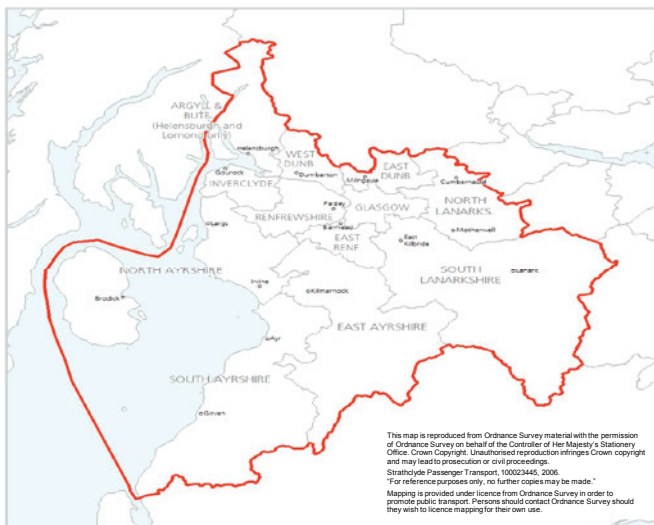 ARGYLL &
BUTE
(Helensburgh and
Lomond only)
Helensburgh
WEST
DUNB
Dumbarton
EAST
DUNB
Milngavie
Cumbernauld
Gourock
INVERCLYDE
Paisley
GLASGOW
NORTH
LANARKS.
Largs
RENFREWSHIRE
Barrhead
EAST
RENF
East
Kilbride
Motherwell
NORTH AYRSHIRE
SOUTH
LANARKSHIRE
Lanark
Brodick
Irvine
Kilmarnock
EAST AYRSHIRE
Ayr
SOUTH AYRSHIRE
Girvan
This map is reproduced from Ordnance Survey material with the permission
of Ordnance Survey on behalf of the Controller of Her Majesty's Stationery
Office. Crown Copyright. Unauthorised reproduction infringes Crown copyright
and may lead to prosecution or civil proceedings.
Strathclyde Passenger Transport, 100023445, 2006.
"For reference purposes only, no further copies may be made."
Mapping is provided under licence from Ordnance Survey in order to
promote public transport. Persons should contact Ordnance Survey should
they wish to licence mapping for their own use.